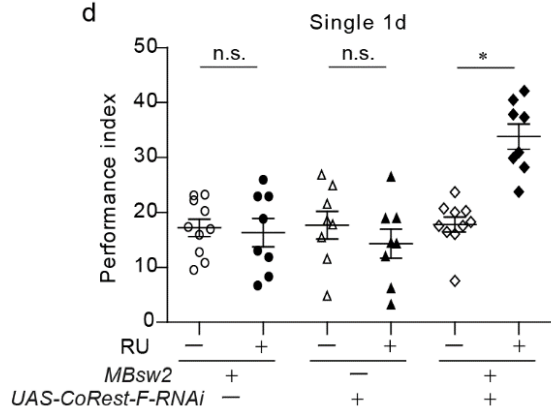 d
Single 1d
n.s. n.s. *
Performance index
50
40
30
20
10
0
RU — + — + — +
MBsw2 + — +
UAS-CoRest-F-RNAi — + +